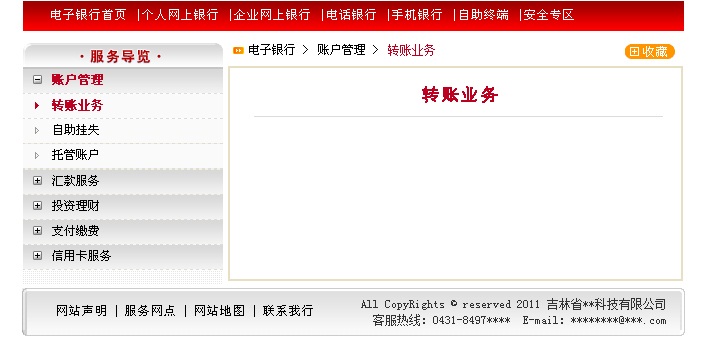 电子银行首页 |个人网上银行 |企业网上银行 |电话银行 |手机银行 |自助终端 |安全专区
·服务导览·
账户管理
转账业务
自助挂失
托管账户
汇款服务
投资理财
支付缴费
信用卡服务
电子银行 > 账户管理 > 转账业务
收藏
转账业务
网站声明 | 服务网点 | 网站地图 | 联系我行
All CopyRights © reserved 2011 吉林省**科技有限公司
客服热线: 0431-8497**** E-mail: ********@***.com